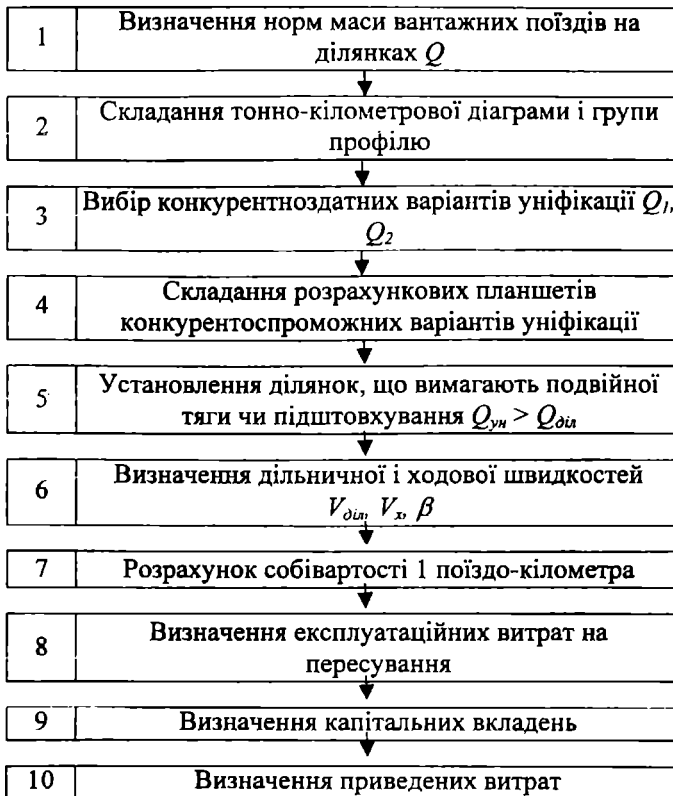 1
Визначення норм маси вантажних поїздів на
ділянках Q
2
Складання тонно-кілометрової діаграми і групи
профілю
3
Вибір конкурентноздатних варіантів уніфікації Q1,
Q2
4
Складання розрахункових планшетів
конкурентоспроможних варіантів уніфікації
5
Установлення ділянок, що вимагають подвійної
тяги чи підштовхування Qун > Qділ
6
Визначення дільничної і ходової швидкостей
Vділ, Vх, β
7
Розрахунок собівартості 1 поїздо-кілометра
8
Визначення експлуатаційних витрат на
пересування
9
Визначення капітальних вкладень
10
Визначення приведених витрат